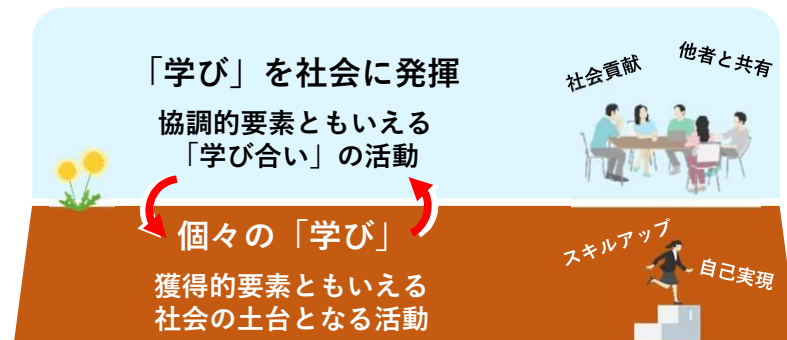 「学び」を社会に発揮
協調的要素ともいえる
「学び合い」の活動
社会貢献
他者と共有
個々の「学び」
獲得的要素ともいえる
社会の土台となる活動
スキルアップ
自己実現